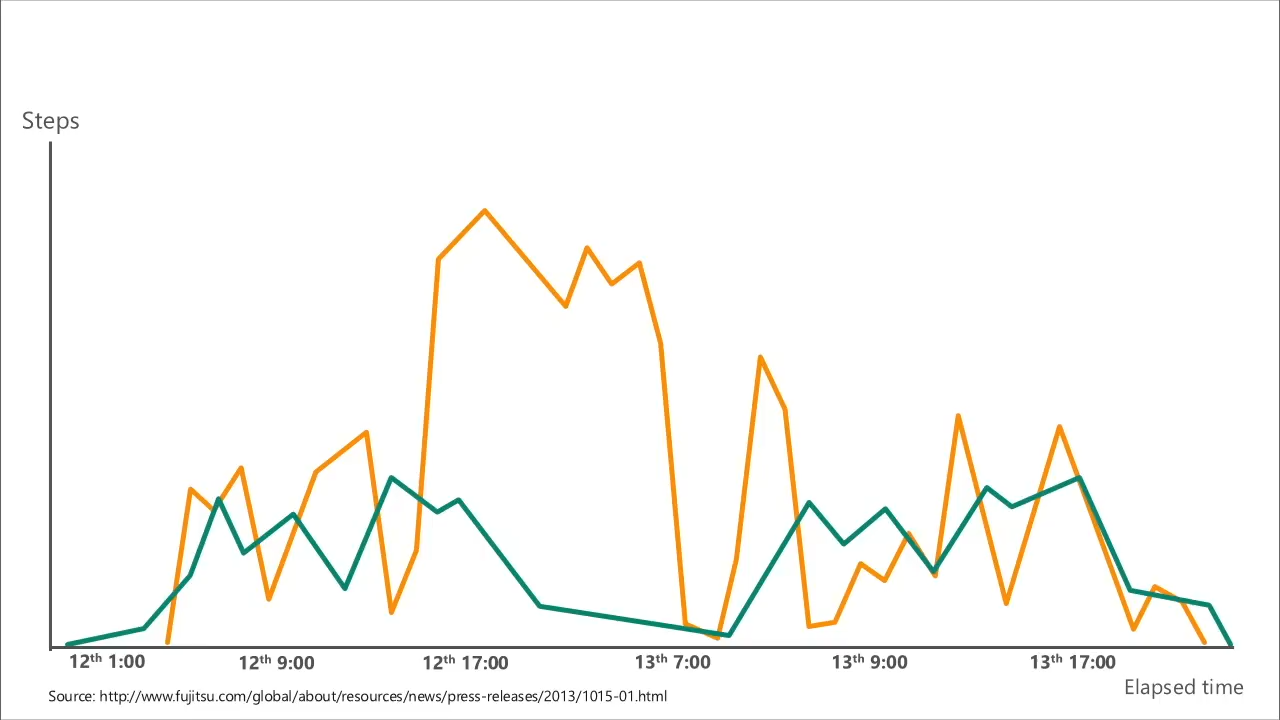 Steps
12th 1:00
12th 9:00
12th 17:00
13th 7:00
13th 9:00
13th 17:00
Elapsed time
Source: http://www.fujitsu.com/global/about/resources/news/press-releases/2013/1015-01.html